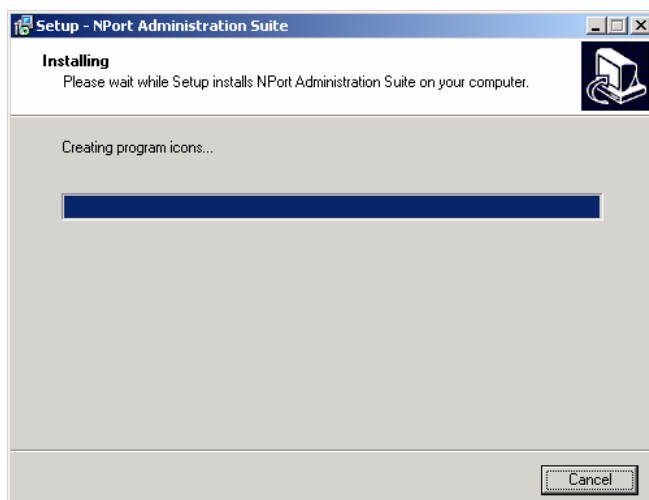 Setup - NPort Administration Suite
Installing
Please wait while Setup installs NPort Administration Suite on your computer.
Creating program icons...
Cancel